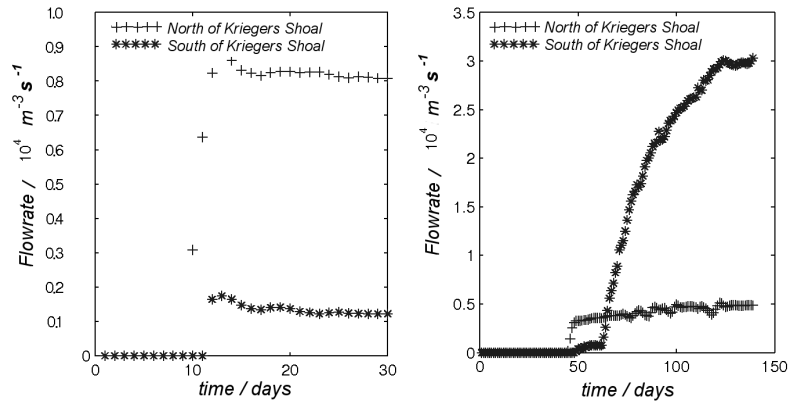 North of Kriegers Shoal
South of Kriegers Shoal
1.0
0.9
0.8
0.7
0.6
0.5
0.4
0.3
0.2
0.1
0
Flowrate / 10⁴ m⁻³ s⁻¹
0 10 20 30
time / days
North of Kriegers Shoal
South of Kriegers Shoal
3.5
3
2.5
2
1.5
1
0.5
0
Flowrate / 10⁴ m⁻³ s⁻¹
0 50 100 150
time / days